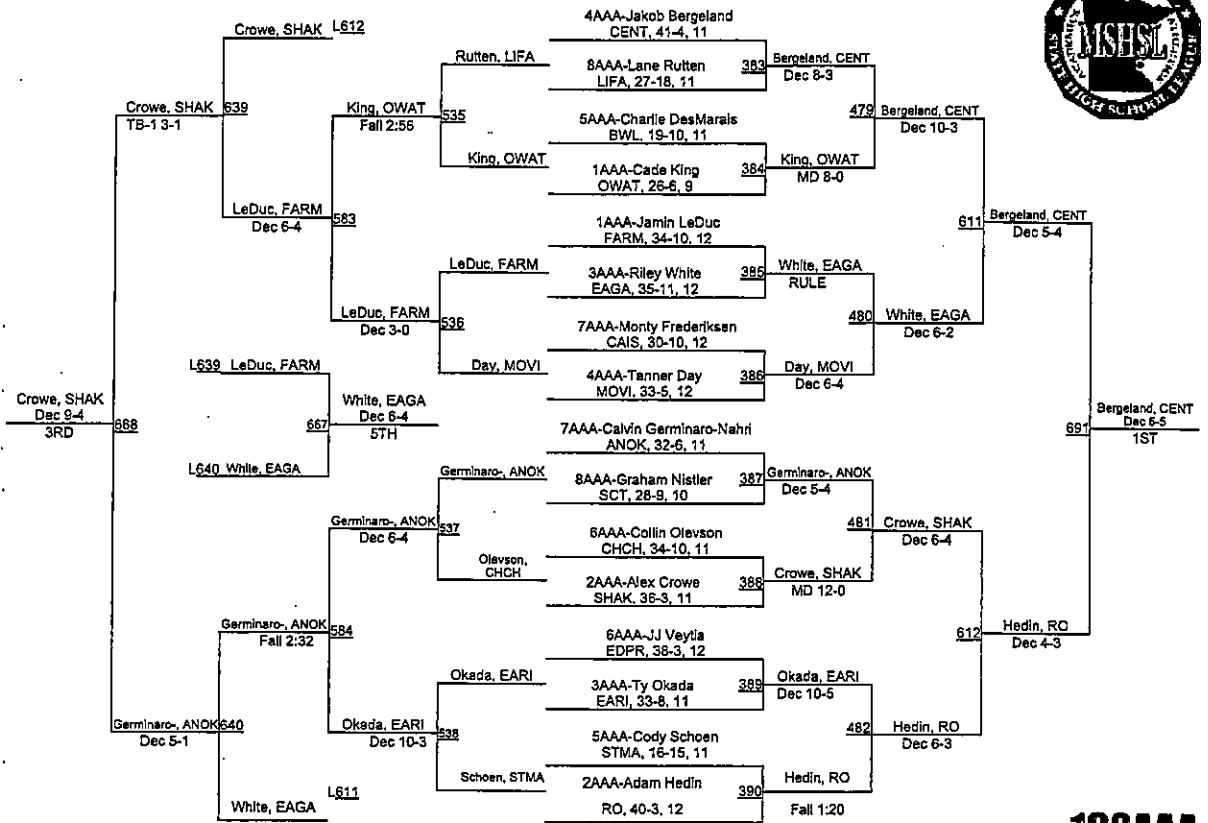 Crowe, SHAK L612
Crowe, SHAK 639
TB-1 3-1
LeDuc, FARM 583
Dec 6-4
King, OWAT 535
Fall 2:56
Rutten, LIFA
King, OWAT
LeDuc, FARM
LeDuc, FARM 536
Dec 3-0
Day, MOVI
L639 LeDuc, FARM
667 White, EAGA
Dec 6-4
5TH
L640 White, EAGA
Crowe, SHAK
Dec 9-4
3RD
668
Germinaro-, ANOK
Germinaro-, ANOK 537
Dec 6-4
Olevson,
CHCH
Germinaro-, ANOK 584
Fall 2:32
Okada, EARI
Okada, EARI 538
Dec 10-3
Schoen, STMA
Germinaro-, ANOK 640
Dec 5-1
White, EAGA L611
4AAA-Jakob Bergeland
CENT, 41-4, 11
8AAA-Lane Rutten 383
LIFA, 27-18, 11
5AAA-Charlie DesMarais
BWL, 19-10, 11
1AAA-Cade King 384
OWAT, 26-6, 9
1AAA-Jamin LeDuc
FARM, 34-10, 12
3AAA-Riley White 385
EAGA, 35-11, 12
7AAA-Monty Frederiksen
CAIS, 30-10, 12
4AAA-Tanner Day 386
MOVI, 33-5, 12
7AAA-Calvin Germinaro-Nahri
ANOK, 32-6, 11
8AAA-Graham Nistler 387
SCT, 28-9, 10
6AAA-Collin Olevson
CHCH, 34-10, 11
2AAA-Alex Crowe 388
SHAK, 36-3, 11
6AAA-JJ Veytia
EDPR, 38-3, 12
3AAA-Ty Okada 389
EARI, 33-8, 11
5AAA-Cody Schoen
STMA, 16-15, 11
2AAA-Adam Hedin 390
RO, 40-3, 12
Bergeland, CENT
Dec 8-3
King, OWAT
MD 8-0
White, EAGA
RULE
Day, MOVI
Dec 6-4
Germinaro-, ANOK
Dec 5-4
Crowe, SHAK
MD 12-0
Okada, EARI
Dec 10-5
Hedin, RO
Fall 1:20
479 Bergeland, CENT
Dec 10-3
480 White, EAGA
Dec 6-2
481 Crowe, SHAK
Dec 6-4
482 Hedin, RO
Dec 6-3
611 Bergeland, CENT
Dec 5-4
612 Hedin, RO
Dec 4-3
691 Bergeland, CENT
Dec 6-5
1ST
MSHSL
STATE HIGH SCHOOL LEAGUE